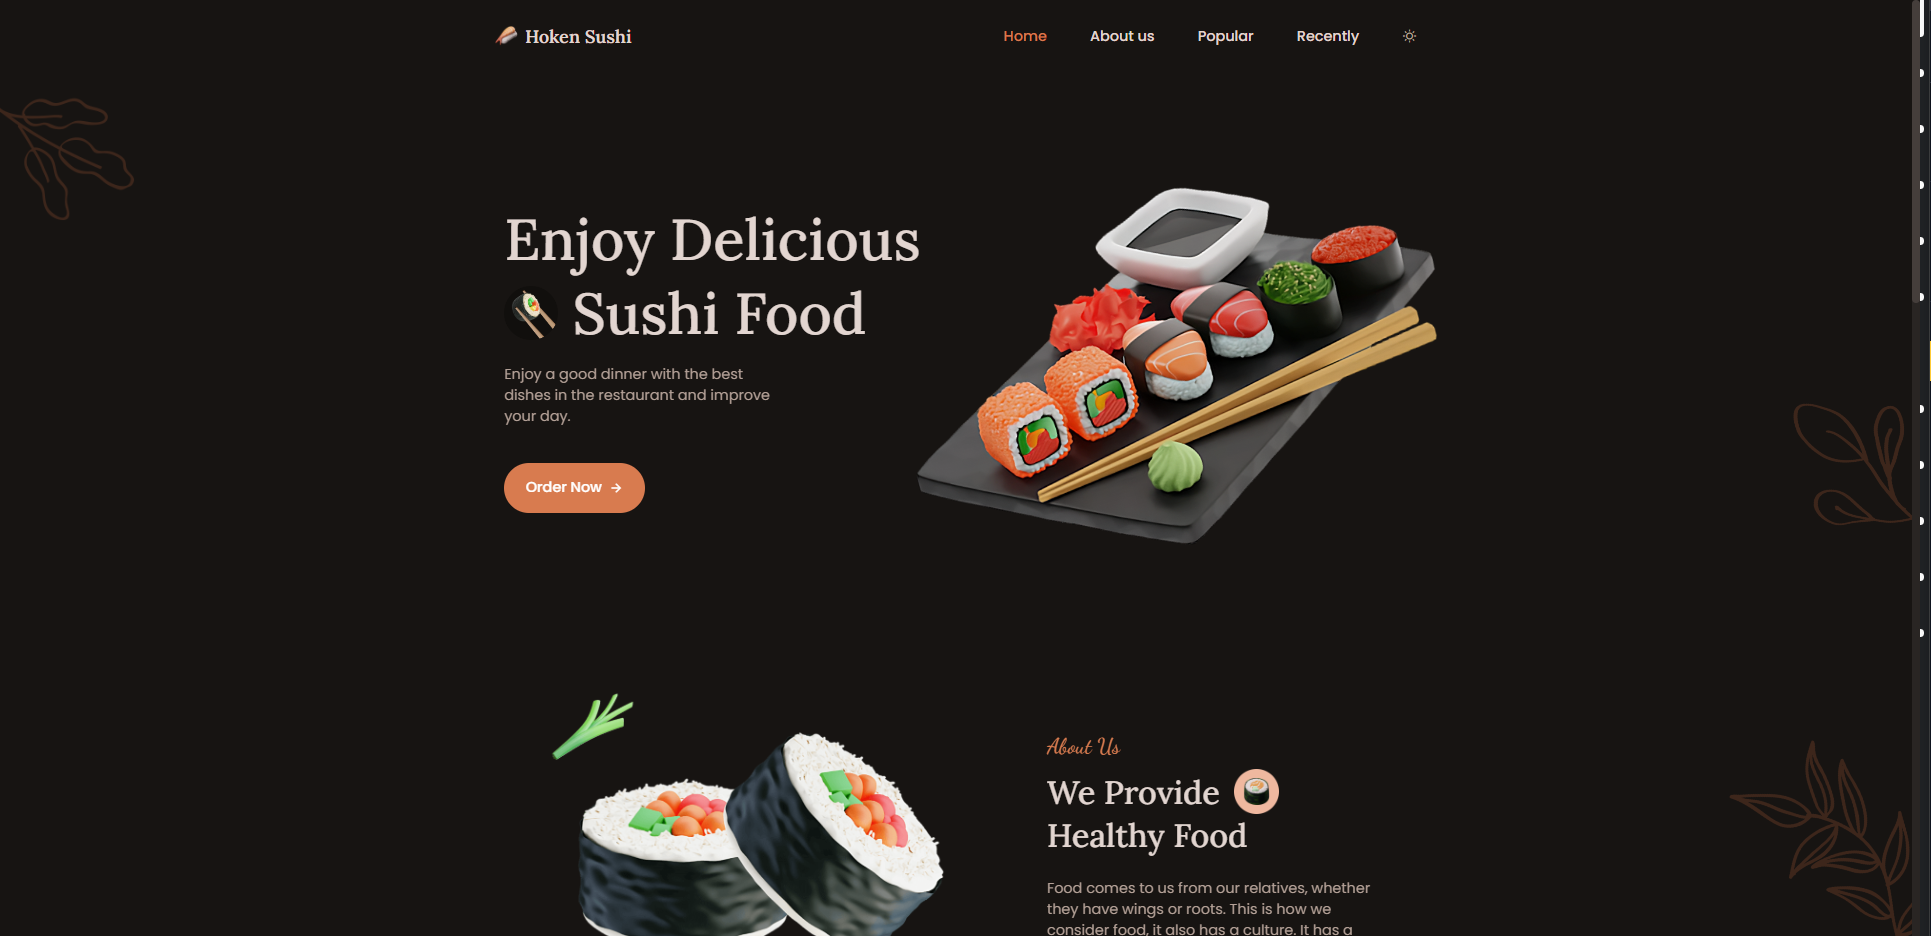 Hoken Sushi
Home
About us
Popular
Recently
Enjoy Delicious
Sushi Food
Enjoy a good dinner with the best
dishes in the restaurant and improve
your day.
Order Now →
About Us
We Provide
Healthy Food
Food comes to us from our relatives, whether
they have wings or roots. This is how we
consider food, it also has a culture. It has a